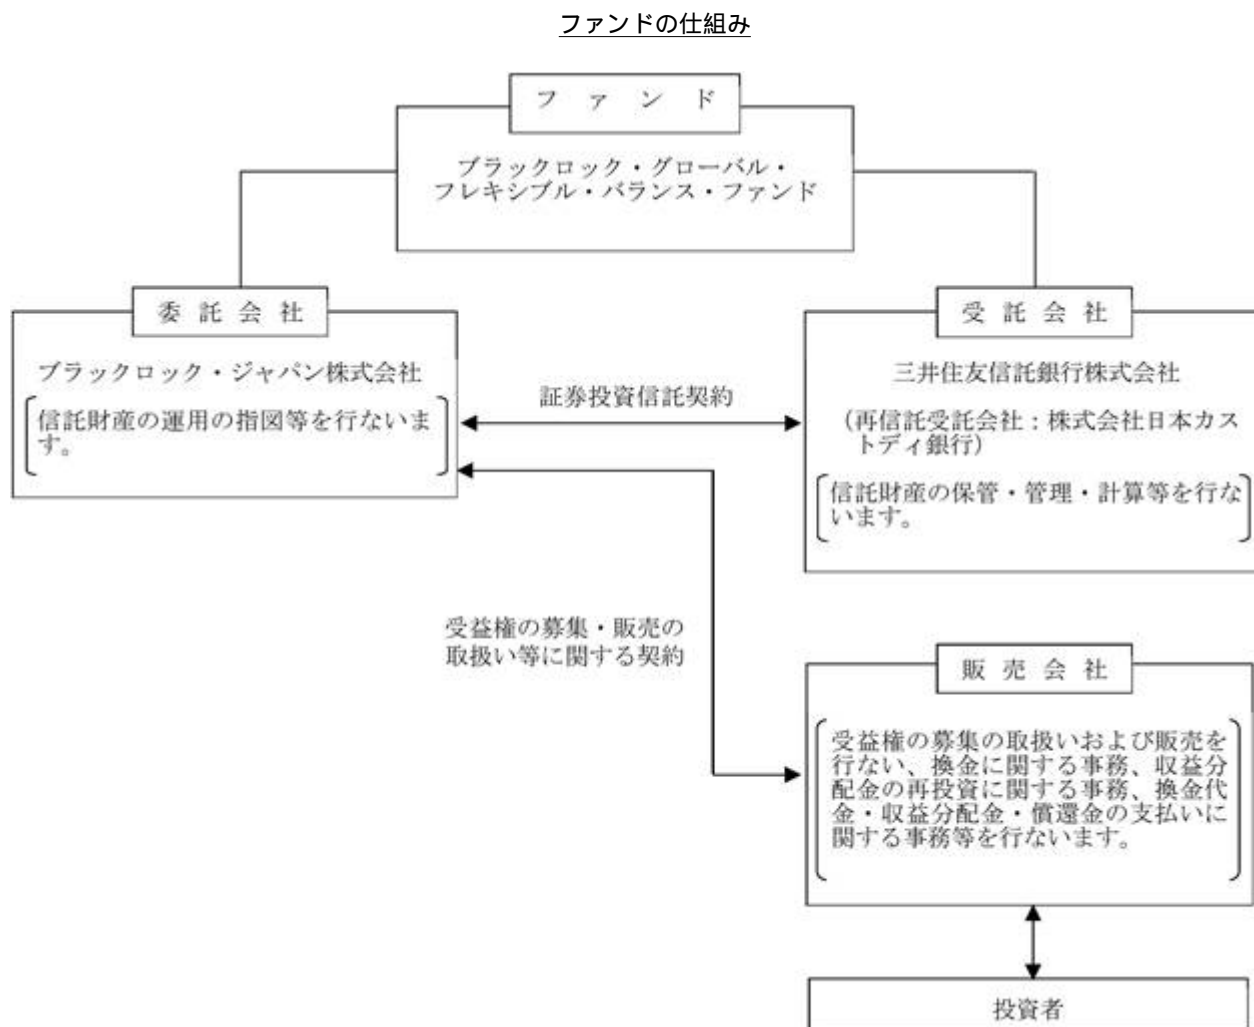 ファンドの仕組み
ファンド
ブラックロック・グローバル・
フレキシブル・バランス・ファンド
委託会社
ブラックロック・ジャパン株式会社
信託財産の運用の指図等を行ないま
す。
証券投資信託契約
受託会社
三井住友信託銀行株式会社
（再信託受託会社：株式会社日本カス
トディ銀行）
信託財産の保管・管理・計算等を行な
います。
受益権の募集・販売の
取扱い等に関する契約
販売会社
受益権の募集の取扱いおよび販売を
行ない、換金に関する事務、収益分
配金の再投資に関する事務、換金代
金・収益分配金・償還金の支払いに
関する事務等を行ないます。
投資者